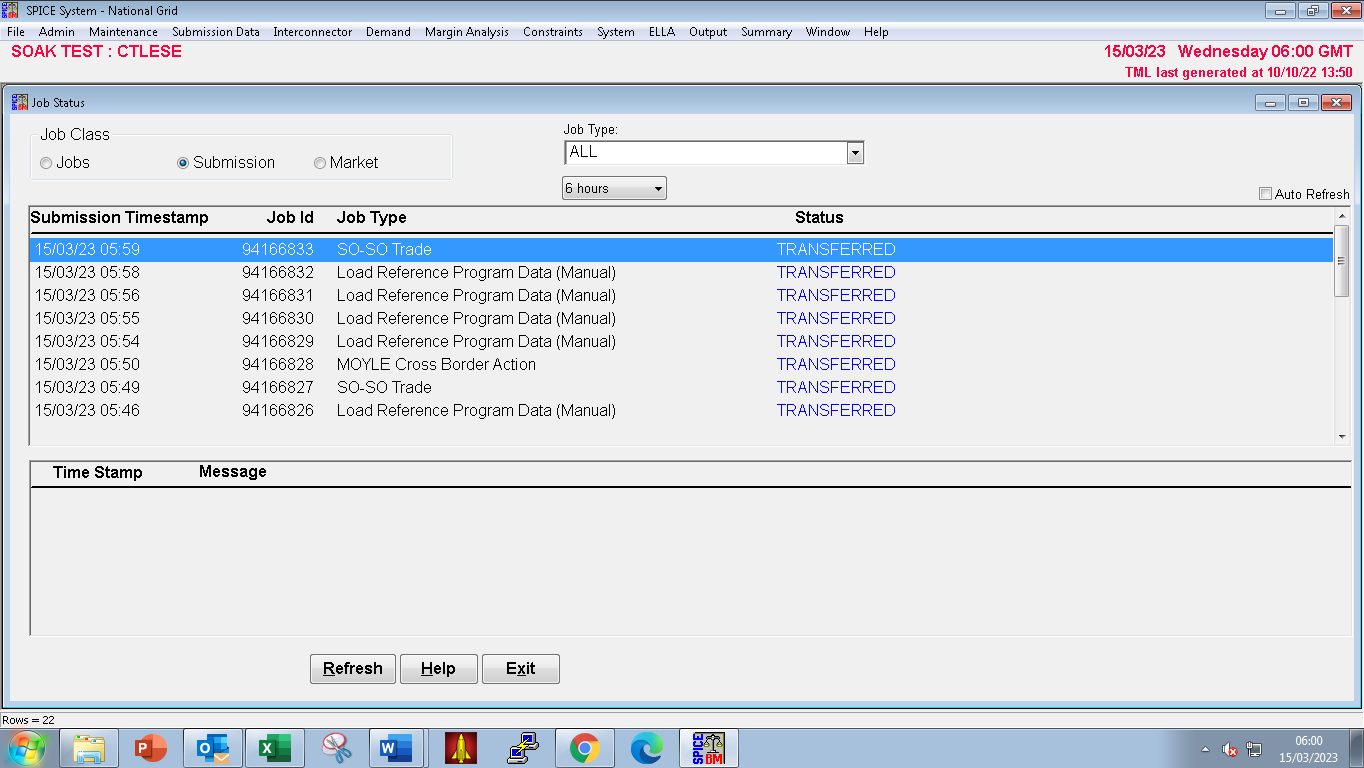 SPICE System - National Grid
File Admin Maintenance Submission Data Interconnector Demand Margin Analysis Constraints System ELLA Output Summary Window Help
SOAK TEST : CTLESE 15/03/23 Wednesday 06:00 GMT
TML last generated at 10/10/22 13:50
Job Status
Job Class
Jobs Submission Market
Job Type:
ALL
6 hours
Auto Refresh
Submission Timestamp Job Id Job Type Status
15/03/23 05:59 94166833 SO-SO Trade TRANSFERRED
15/03/23 05:58 94166832 Load Reference Program Data (Manual) TRANSFERRED
15/03/23 05:56 94166831 Load Reference Program Data (Manual) TRANSFERRED
15/03/23 05:55 94166830 Load Reference Program Data (Manual) TRANSFERRED
15/03/23 05:54 94166829 Load Reference Program Data (Manual) TRANSFERRED
15/03/23 05:50 94166828 MOYLE Cross Border Action TRANSFERRED
15/03/23 05:49 94166827 SO-SO Trade TRANSFERRED
15/03/23 05:46 94166826 Load Reference Program Data (Manual) TRANSFERRED
Time Stamp Message
Refresh Help Exit
Rows = 22
SPICE BM
06:00
15/03/2023